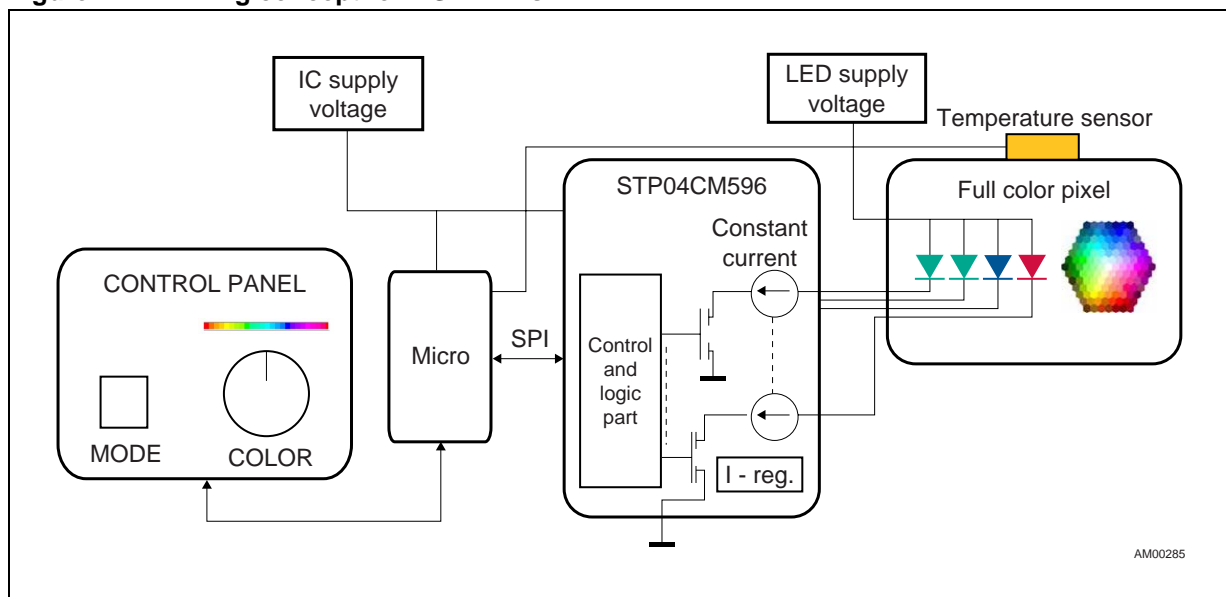 IC supply
voltage
LED supply
voltage
Temperature sensor
STP04CM596
Full color pixel
Constant
current
CONTROL PANEL
Micro
SPI
Control
and
logic
part
MODE
COLOR
I - reg.
AM00285